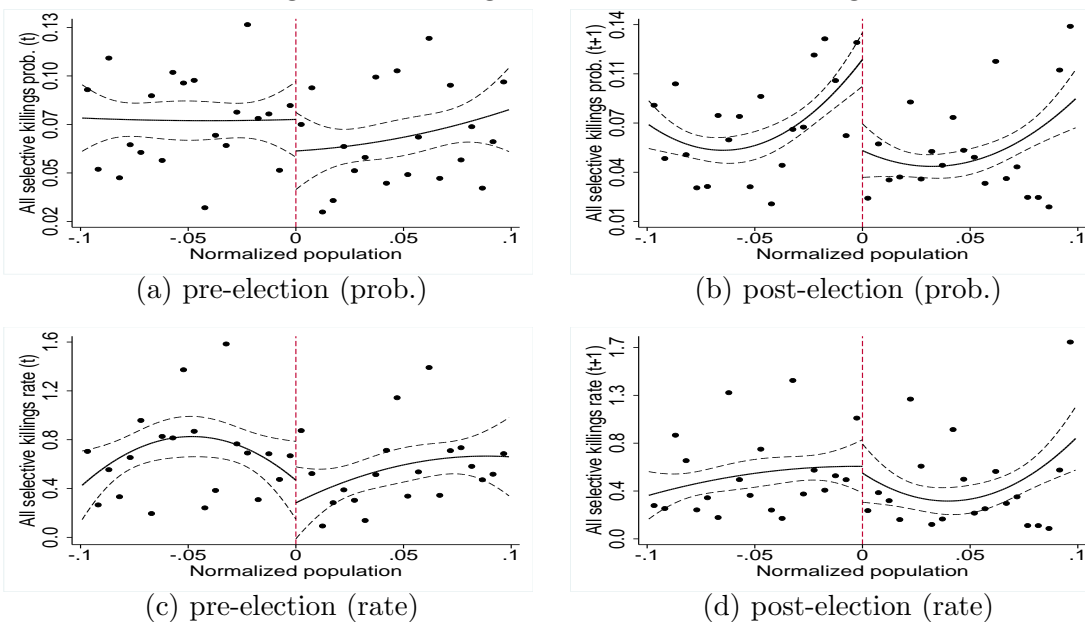 All selective killings prob. (t)
0.13
0.10
0.07
0.05
0.02
-.1 -.05 0 .05 .1
Normalized population
(a) pre-election (prob.)
All selective killings prob. (t+1)
0.14
0.11
0.07
0.04
0.01
-.1 -.05 0 .05 .1
Normalized population
(b) post-election (prob.)
All selective killings rate (t)
1.6
1.2
0.8
0.4
0.0
-.1 -.05 0 .05 .1
Normalized population
(c) pre-election (rate)
All selective killings rate (t+1)
1.7
1.3
0.8
0.4
0.0
-.1 -.05 0 .05 .1
Normalized population
(d) post-election (rate)